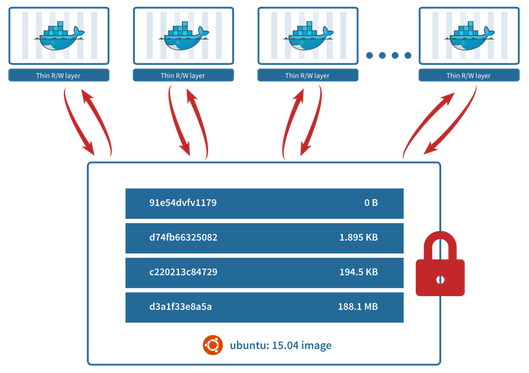 Thin R/W layer
Thin R/W layer
Thin R/W layer
Thin R/W layer
91e54dvfv1179 0 B
d74fb66325082 1.895 KB
c220213c84729 194.5 KB
d3a1f33e8a5a 188.1 MB
ubuntu: 15.04 image